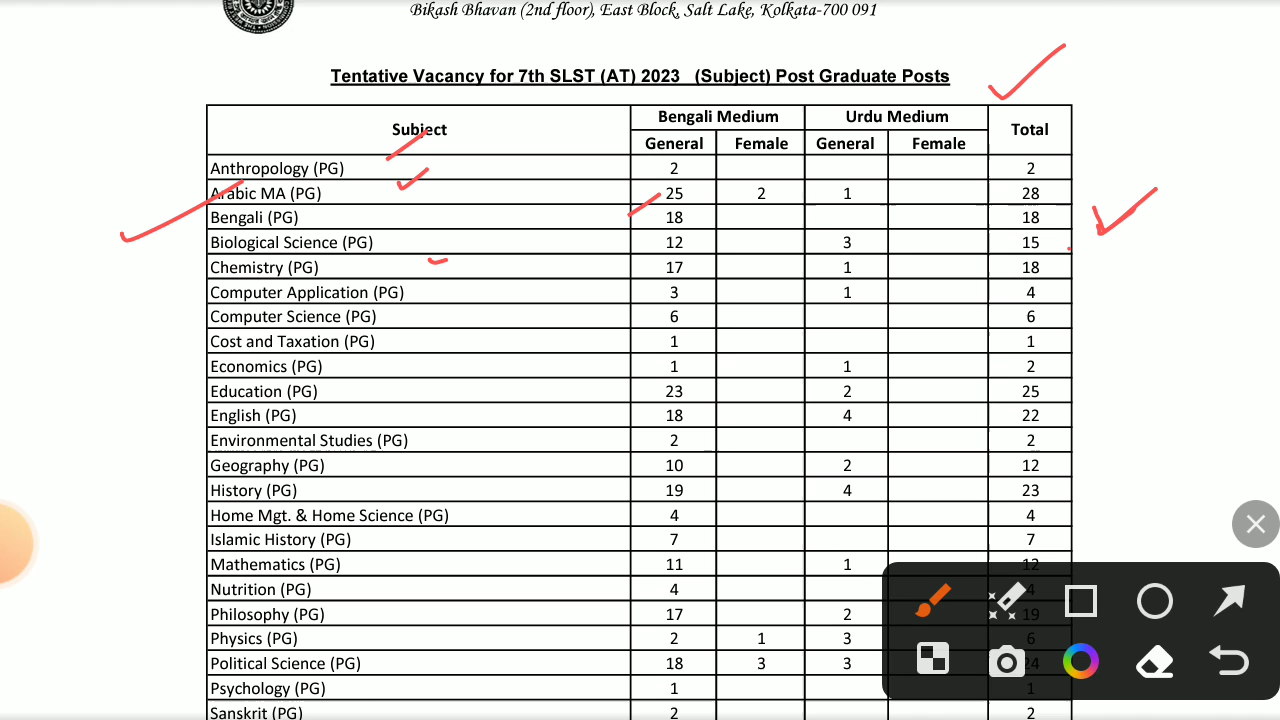 Bikash Bhavan (2nd floor), East Block, Salt Lake, Kolkata-700 091
Tentative Vacancy for 7th SLST (AT) 2023 (Subject) Post Graduate Posts
Subject Bengali Medium Urdu Medium Total
General Female General Female
Anthropology (PG) 2 2
Arabic MA (PG) 25 2 1 28
Bengali (PG) 18 18
Biological Science (PG) 12 3 15
Chemistry (PG) 17 1 18
Computer Application (PG) 3 1 4
Computer Science (PG) 6 6
Cost and Taxation (PG) 1 1
Economics (PG) 1 1 2
Education (PG) 23 2 25
English (PG) 18 4 22
Environmental Studies (PG) 2 2
Geography (PG) 10 2 12
History (PG) 19 4 23
Home Mgt. & Home Science (PG) 4 4
Islamic History (PG) 7 7
Mathematics (PG) 11 1 12
Nutrition (PG) 4 4
Philosophy (PG) 17 2 19
Physics (PG) 2 1 3 6
Political Science (PG) 18 3 3 24
Psychology (PG) 1 1
Sanskrit (PG) 2 2